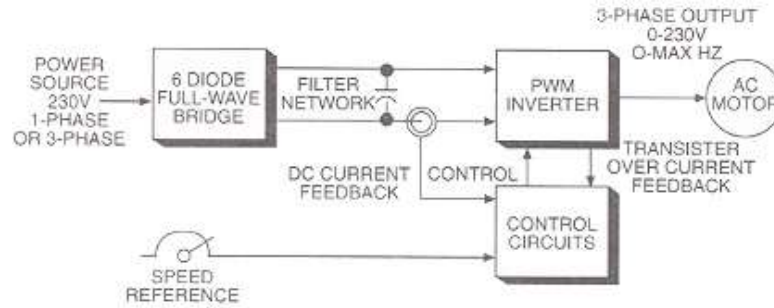 POWER
SOURCE
230V
1-PHASE
OR 3-PHASE
6 DIODE
FULL-WAVE
BRIDGE
FILTER
NETWORK
DC CURRENT
FEEDBACK
PWM
INVERTER
3-PHASE OUTPUT
0-230V
O-MAX HZ
AC
MOTOR
CONTROL
TRANSISTER
OVER CURRENT
FEEDBACK
CONTROL
CIRCUITS
SPEED
REFERENCE